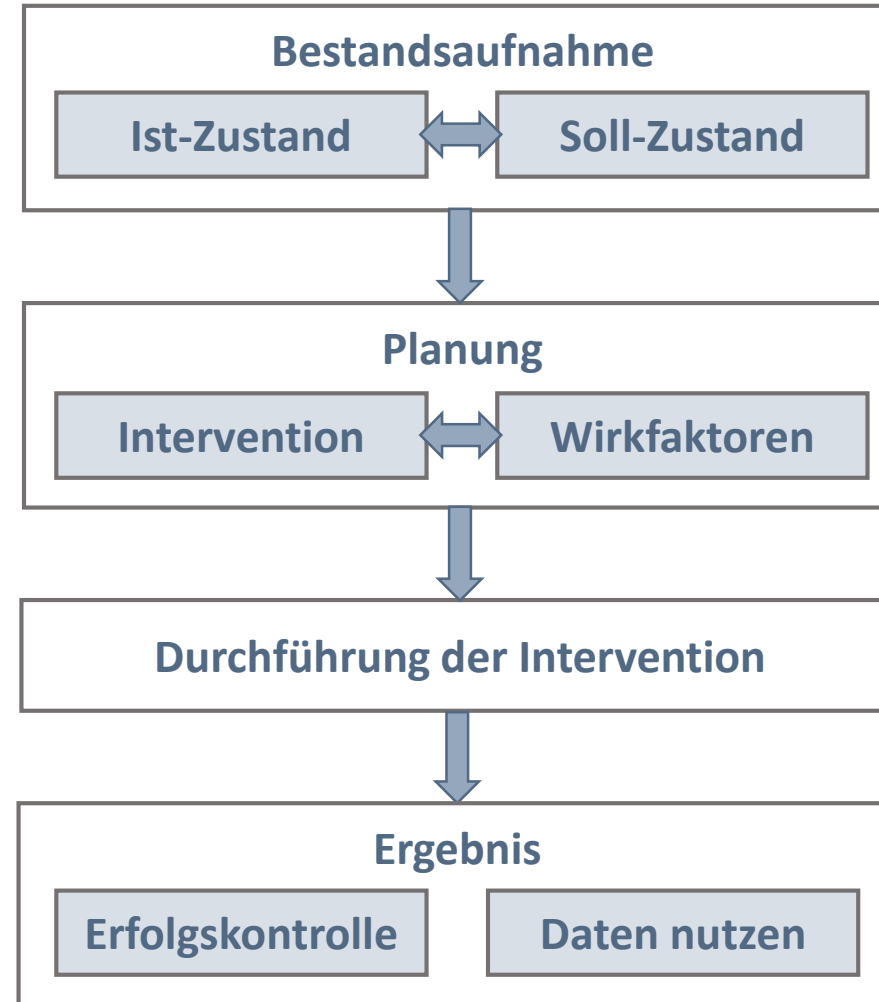 Bestandsaufnahme
Ist-Zustand
Soll-Zustand
Planung
Intervention
Wirkfaktoren
Durchführung der Intervention
Ergebnis
Erfolgskontrolle
Daten nutzen